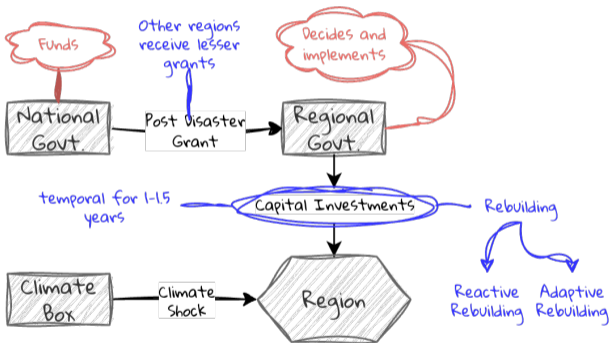 Funds
Other regions
receive lesser
grants
Decides and
implements
National
Govt.
Post Disaster
Grant
Regional
Govt.
temporal for 1-1.5
years
Capital Investments
Rebuilding
Reactive
Rebuilding
Adaptive
Rebuilding
Climate
Box
Climate
Shock
Region